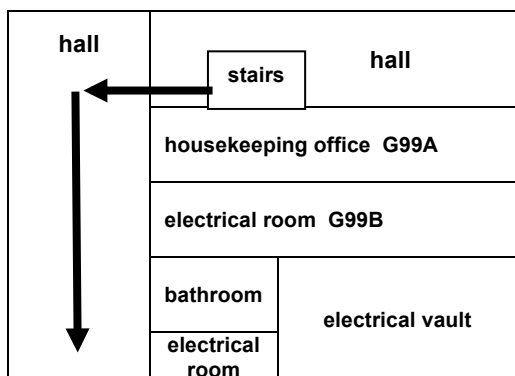 hall
hall
stairs
housekeeping office G99A
electrical room G99B
bathroom
electrical vault
electrical
room